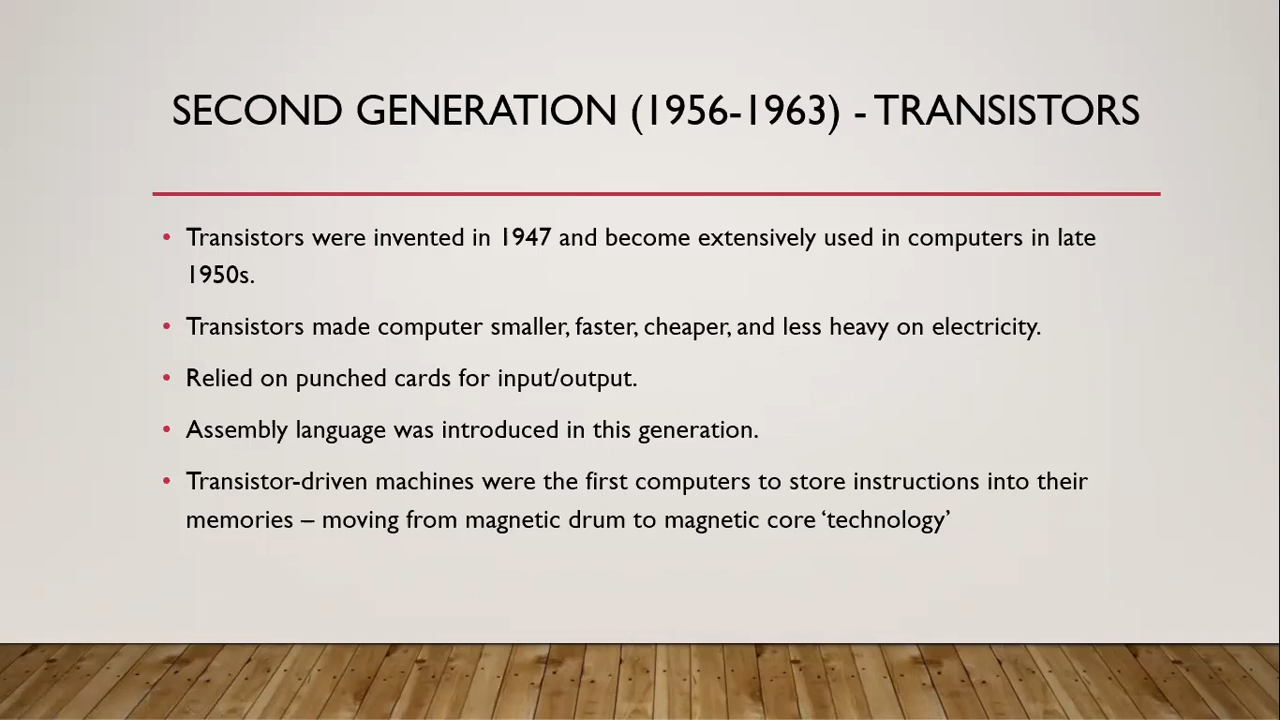 SECOND GENERATION (1956-1963) - TRANSISTORS
• Transistors were invented in 1947 and become extensively used in computers in late
1950s.
• Transistors made computer smaller, faster, cheaper, and less heavy on electricity.
• Relied on punched cards for input/output.
• Assembly language was introduced in this generation.
• Transistor-driven machines were the first computers to store instructions into their
memories – moving from magnetic drum to magnetic core ‘technology’